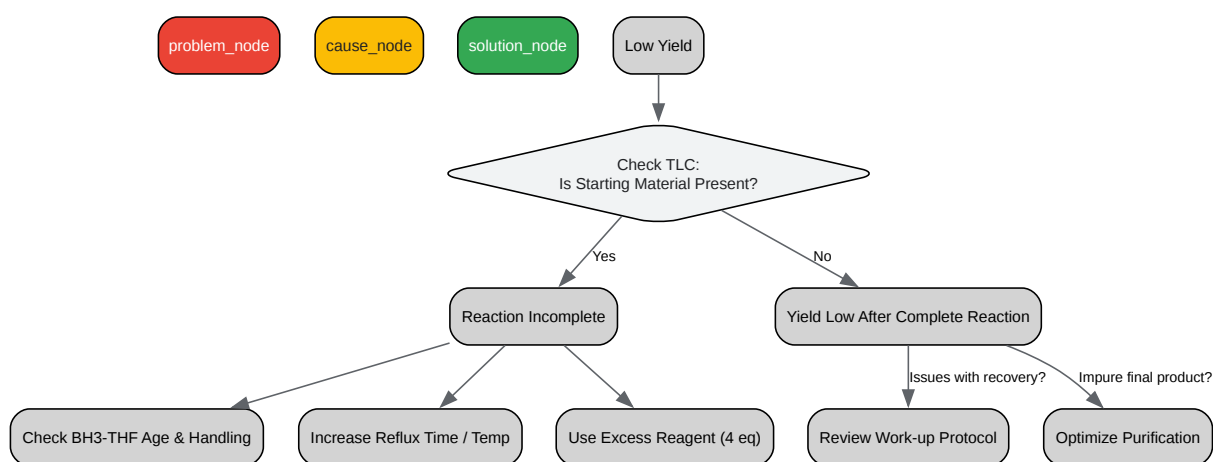 problem_node
cause_node
solution_node
Low Yield
Check TLC:
Is Starting Material Present?
Yes
No
Reaction Incomplete
Yield Low After Complete Reaction
Issues with recovery?
Impure final product?
Check BH3-THF Age & Handling
Increase Reflux Time / Temp
Use Excess Reagent (4 eq)
Review Work-up Protocol
Optimize Purification